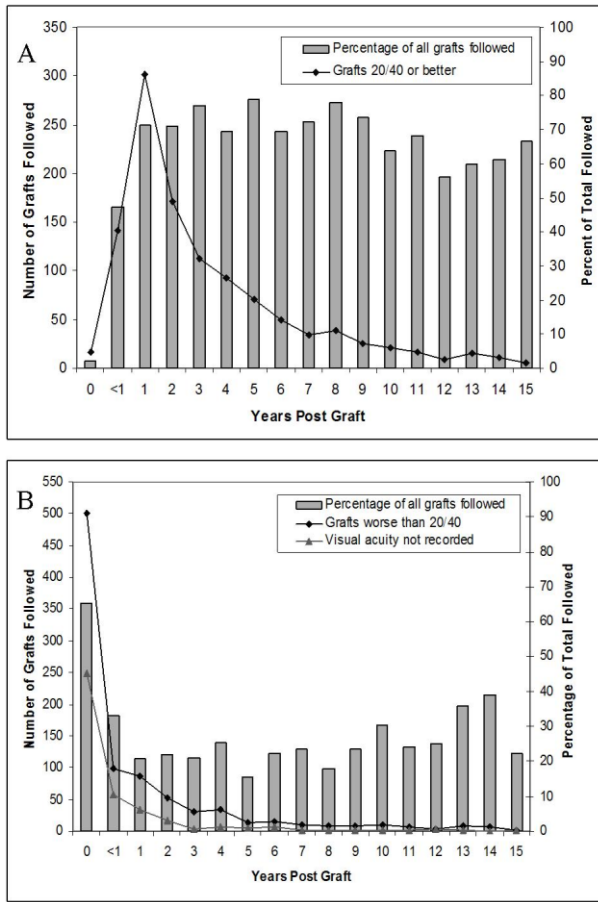 A
350
300
250
200
150
100
50
0
Number of Grafts Followed
Percentage of all grafts followed
Grafts 20/40 or better
100
90
80
70
60
50
40
30
20
10
0
Percent of Total Followed
0 <1 1 2 3 4 5 6 7 8 9 10 11 12 13 14 15
Years Post Graft
B
550
500
450
400
350
300
250
200
150
100
50
0
Number of Grafts Followed
Percentage of all grafts followed
Grafts worse than 20/40
Visual acuity not recorded
100
90
80
70
60
50
40
30
20
10
0
Percentage of Total Followed
0 <1 1 2 3 4 5 6 7 8 9 10 11 12 13 14 15
Years Post Graft